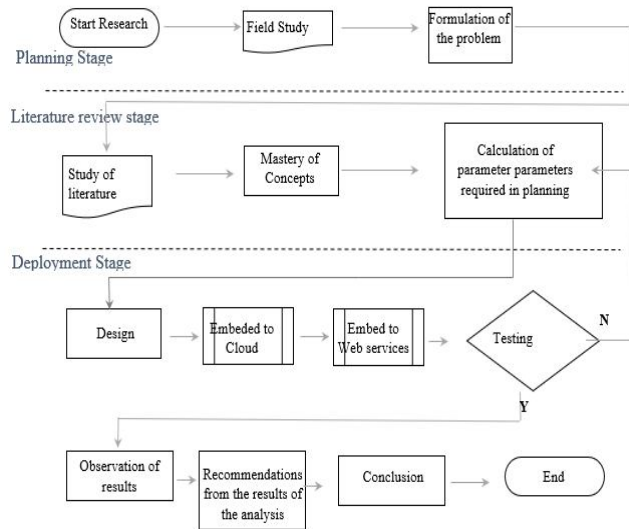 Start Research
Field Study
Formulation of
the problem
Planning Stage
Literature review stage
Study of
literature
Mastery of
Concepts
Calculation of
parameter parameters
required in planning
Deployment Stage
Design
Embeded to
Cloud
Embed to
Web services
Testing
N
Y
Observation of
results
Recommendations
from the results of
the analysis
Conclusion
End